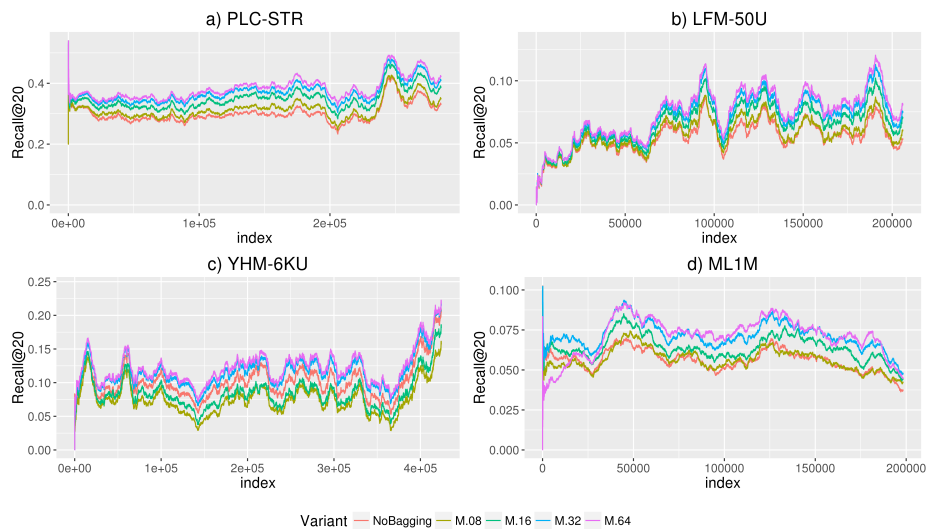 a) PLC-STR
b) LFM-50U
Recall@20
0.4
0.2
0.0
0e+00
1e+05
2e+05
index
Recall@20
0.10
0.05
0.00
0
50000
100000
150000
200000
index
c) YHM-6KU
d) ML1M
Recall@20
0.25
0.20
0.15
0.10
0.05
0.00
0e+00
1e+05
2e+05
3e+05
4e+05
index
Recall@20
0.100
0.075
0.050
0.025
0.000
0
50000
100000
150000
200000
index
Variant NoBagging M.08 M.16 M.32 M.64